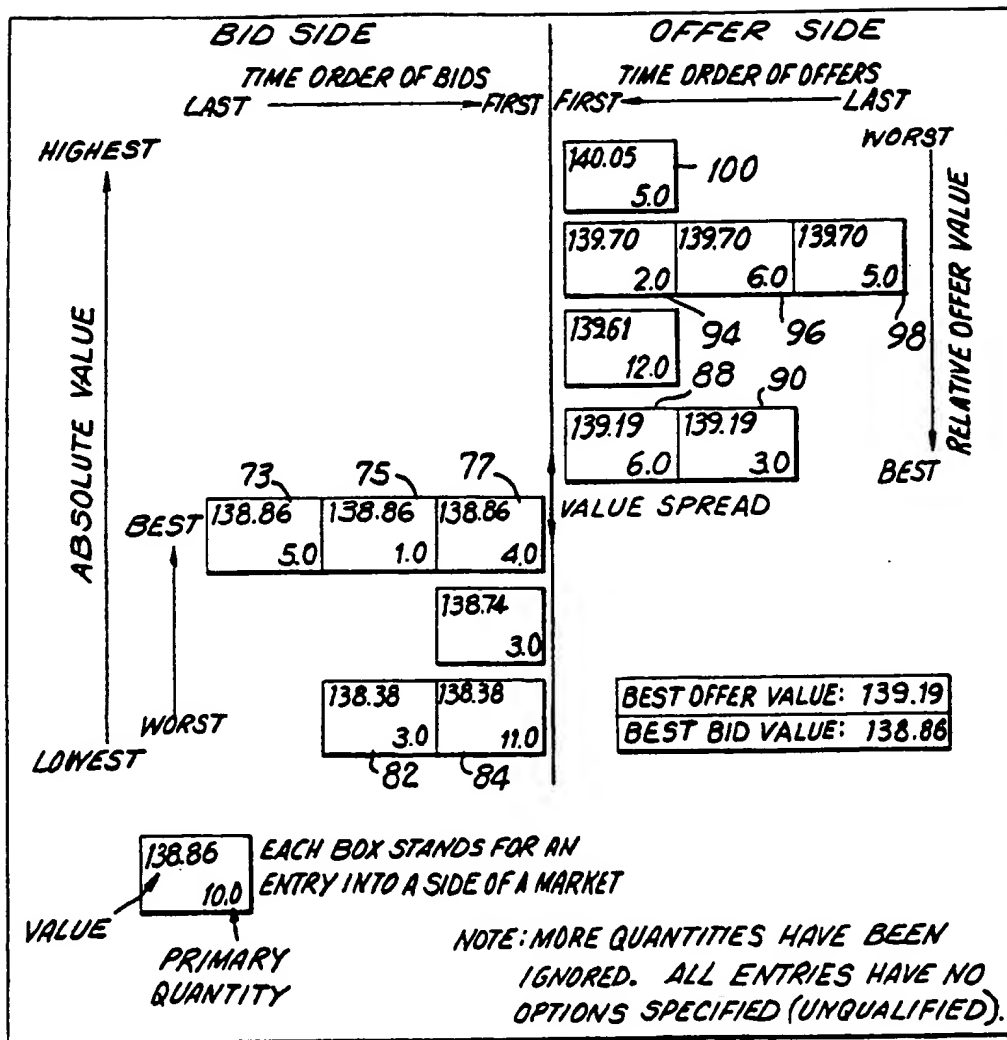 BID SIDE
OFFER SIDE
TIME ORDER OF BIDS
LAST
FIRST
TIME ORDER OF OFFERS
FIRST
LAST
HIGHEST
WORST
ABSOLUTE VALUE
RELATIVE OFFER VALUE
140.05
5.0
100
139.70
139.70
139.70
2.0
6.0
5.0
94
96
98
139.61
12.0
88
90
139.19
139.19
6.0
3.0
BEST
VALUE SPREAD
73
75
77
BEST
138.86
138.86
138.86
5.0
1.0
4.0
138.74
3.0
138.38
138.38
3.0
11.0
82
84
WORST
LOWEST
BEST OFFER VALUE: 139.19
BEST BID VALUE: 138.86
138.86
10.0
EACH BOX STANDS FOR AN
ENTRY INTO A SIDE OF A MARKET
VALUE
PRIMARY
QUANTITY
NOTE: MORE QUANTITIES HAVE BEEN
IGNORED. ALL ENTRIES HAVE NO
OPTIONS SPECIFIED (UNQUALIFIED).